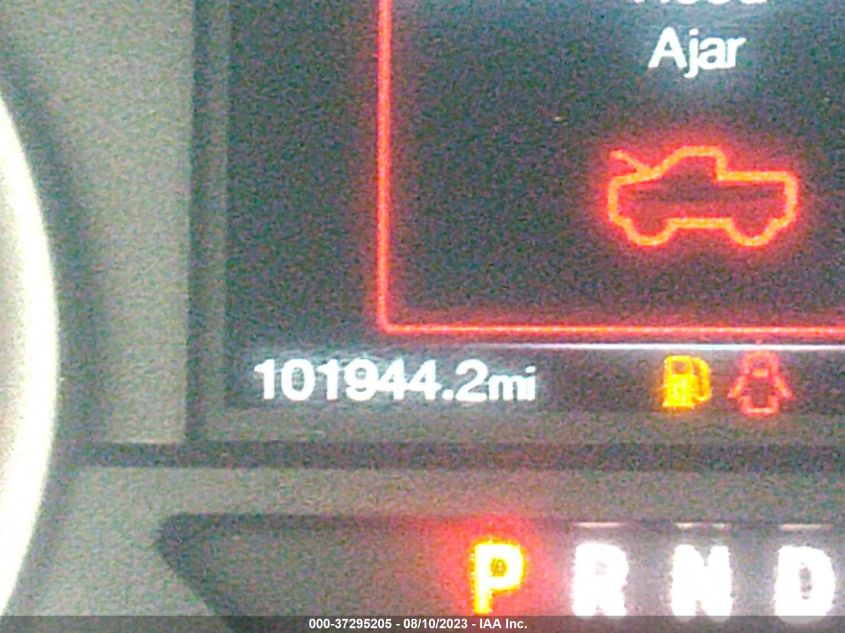 Ajar
101944.2mi
P R N D
000-37295205 - 08/10/2023 - IAA Inc.